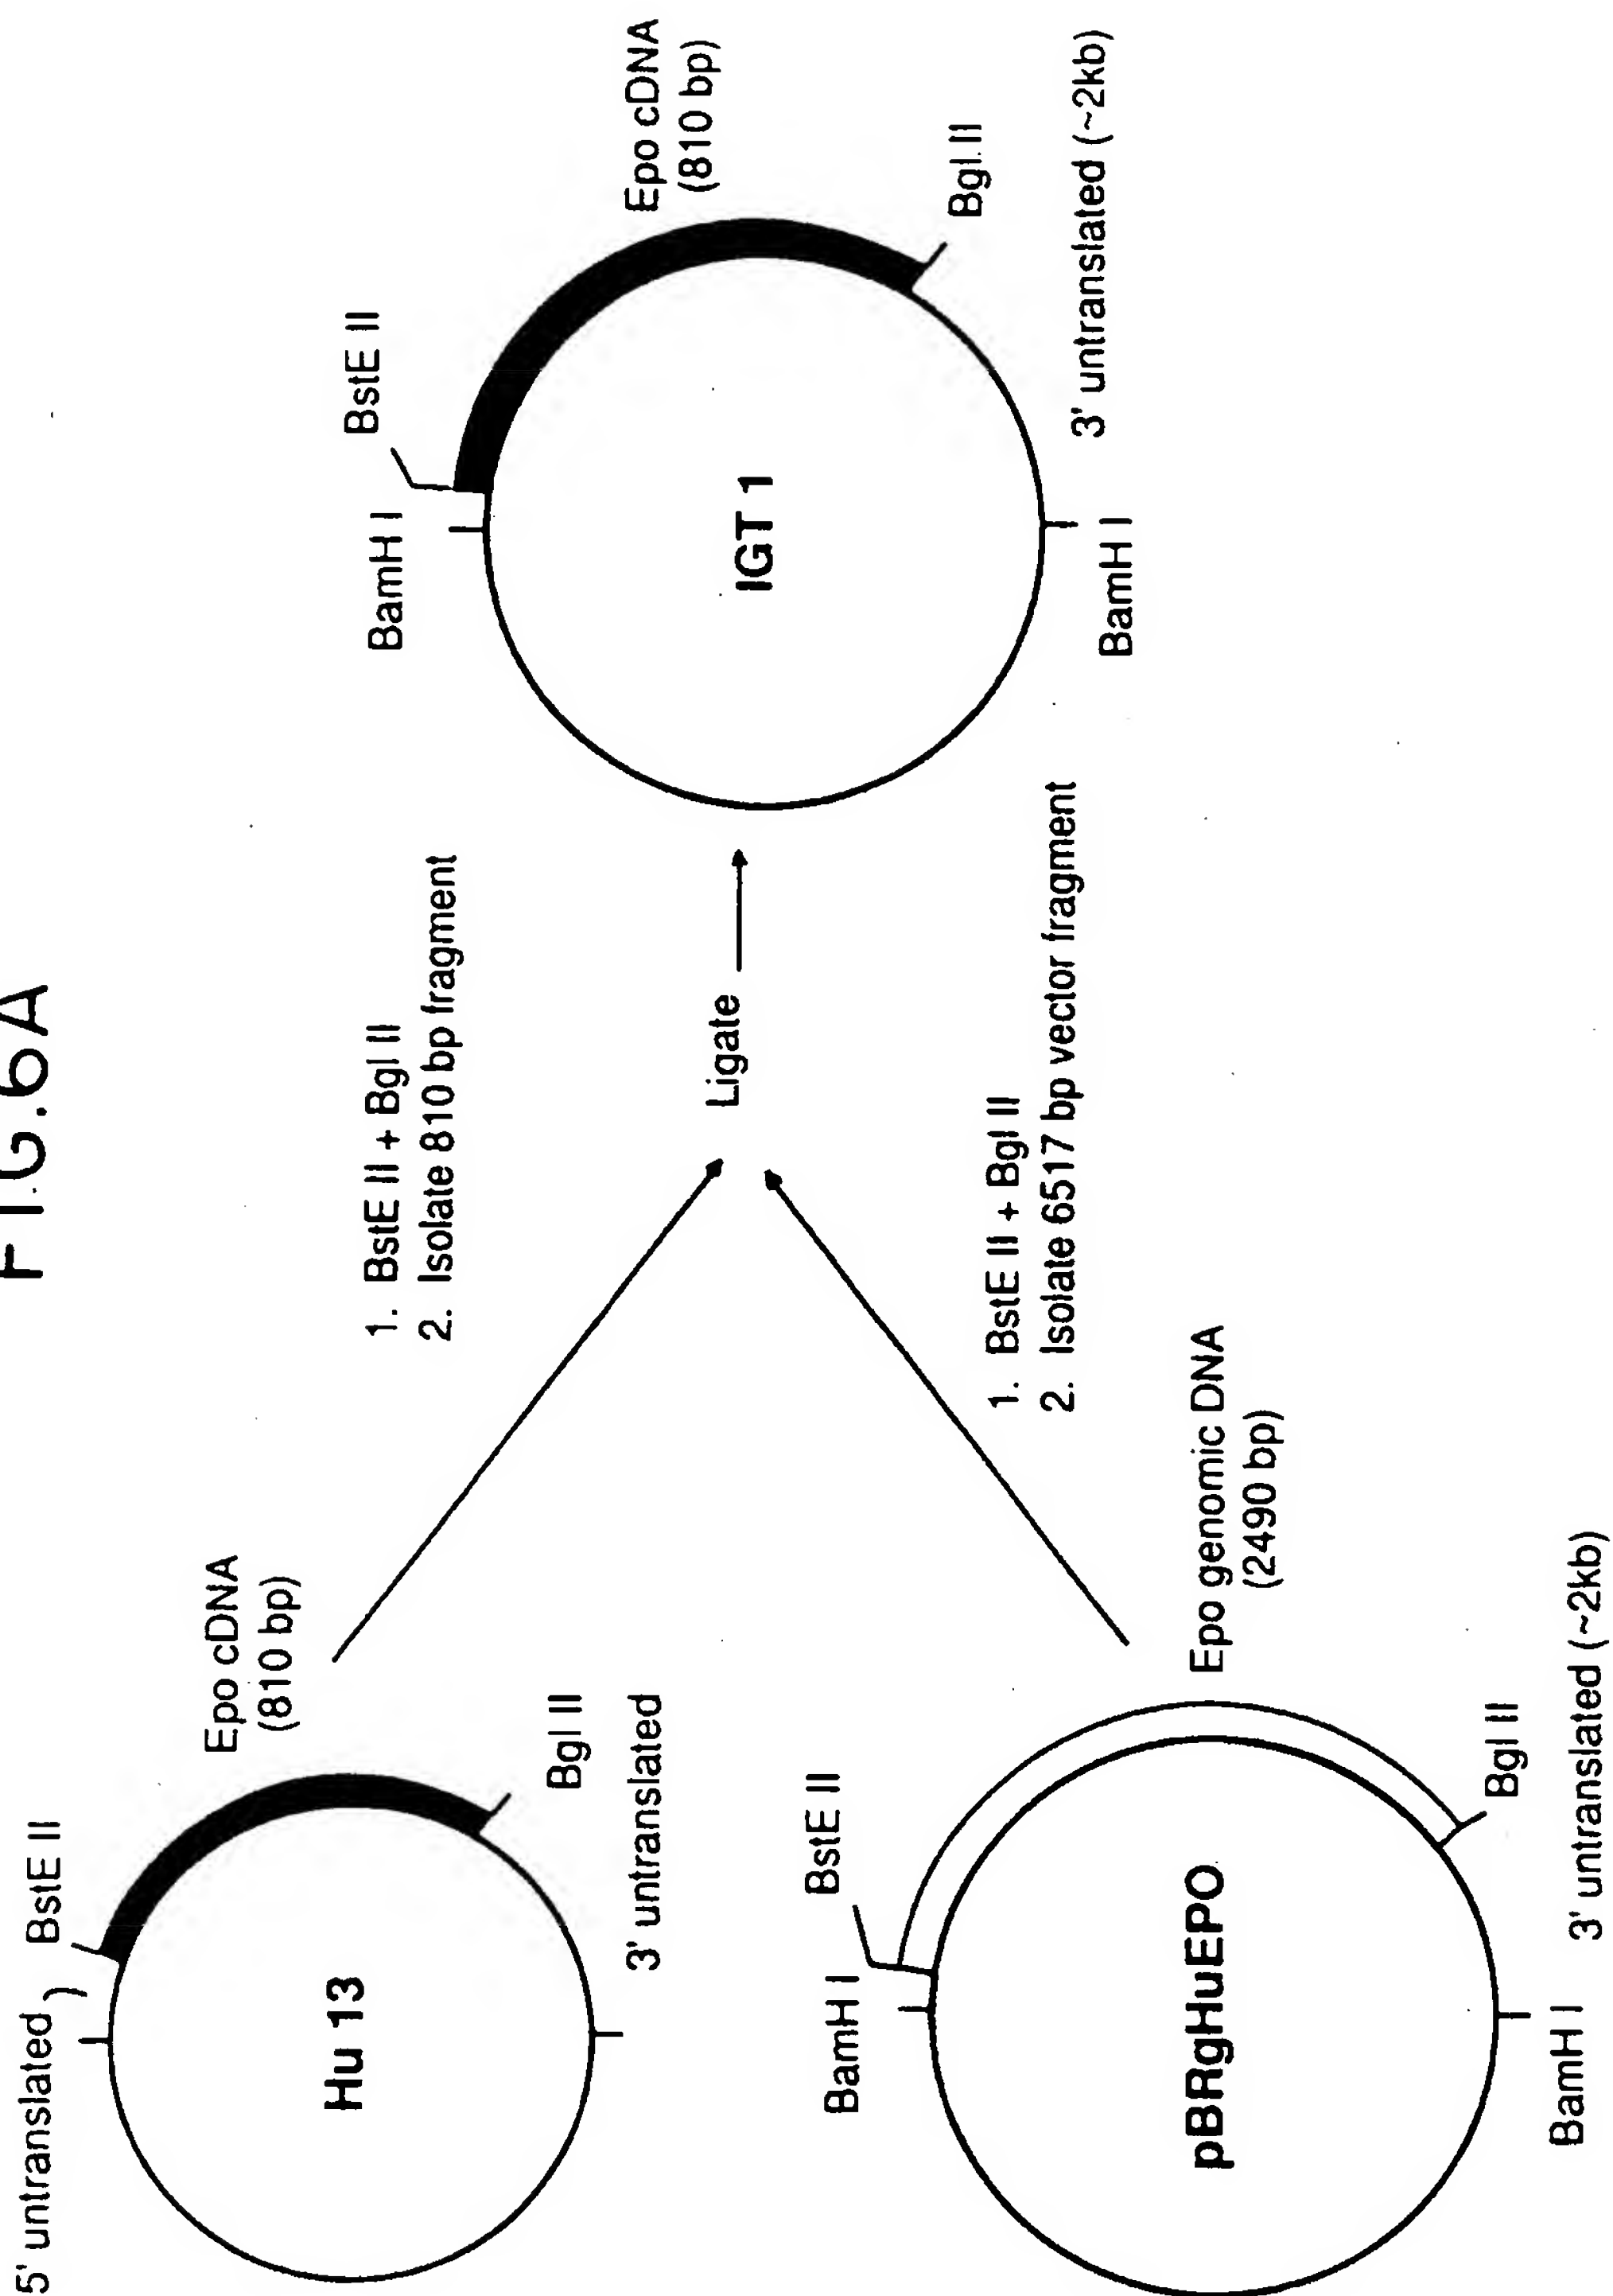 FIG.6A
5' untranslated
BstE II
Epo cDNA
(810 bp)
Hu 13
Bgl II
3' untranslated
1. BstE II + Bgl II
2. Isolate 810 bp fragment
BamH I
BstE II
Epo genomic DNA
(2490 bp)
pBRgHuEPO
Bgl II
BamH I
3' untranslated (~2kb)
1. BstE II + Bgl II
2. Isolate 6517 bp vector fragment
Ligate
BamH I
BstE II
Epo cDNA
(810 bp)
IGT 1
Bgl II
BamH I
3' untranslated (~2kb)